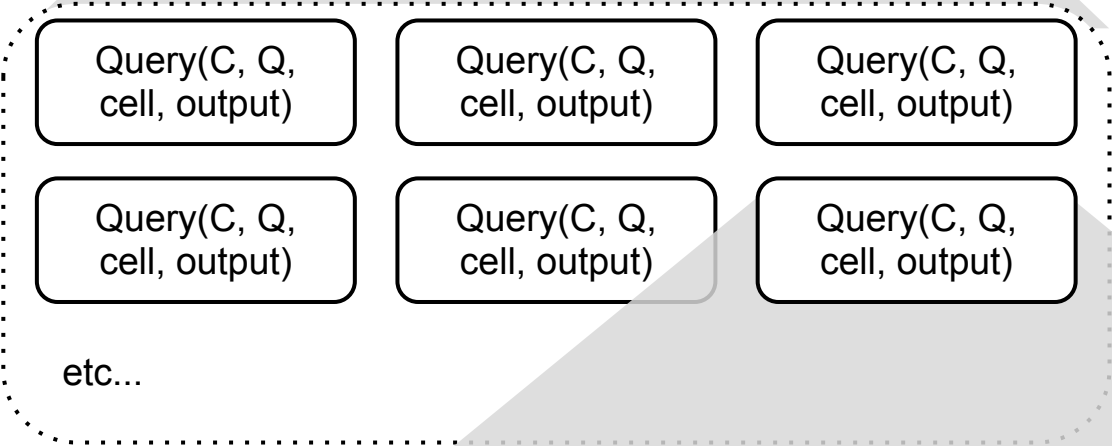 Query(C, Q,
cell, output)
Query(C, Q,
cell, output)
Query(C, Q,
cell, output)
Query(C, Q,
cell, output)
Query(C, Q,
cell, output)
Query(C, Q,
cell, output)
etc...